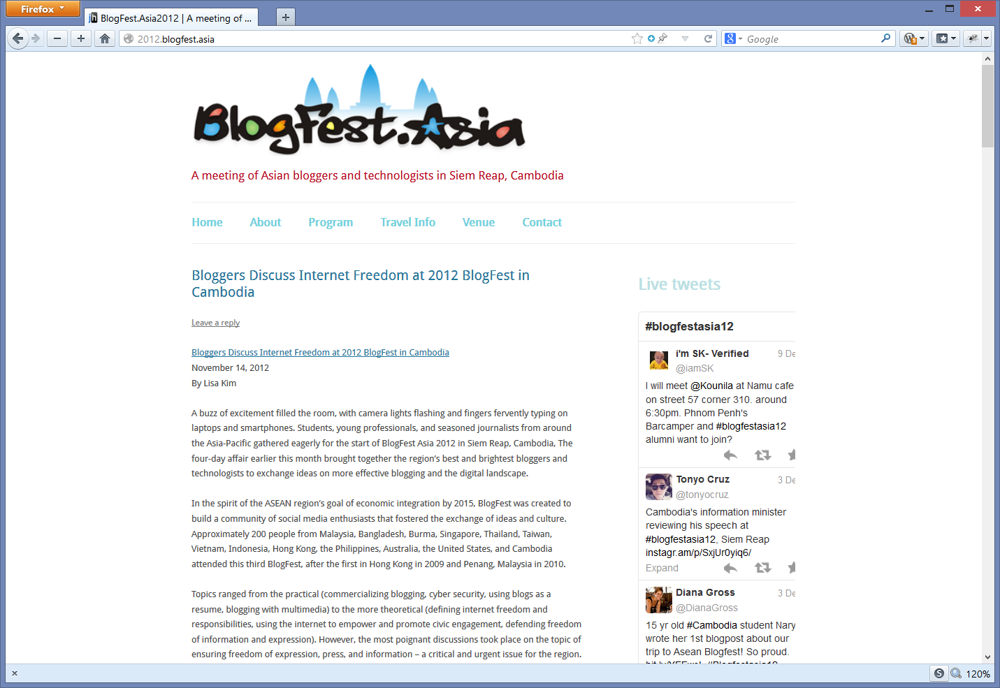 Firefox
BlogFest.Asia2012 | A meeting of ...
2012.blogfest.asia
Google
BlogFest.Asia
A meeting of Asian bloggers and technologists in Siem Reap, Cambodia
Home About Program Travel Info Venue Contact
Bloggers Discuss Internet Freedom at 2012 BlogFest in
Cambodia
Leave a reply
Bloggers Discuss Internet Freedom at 2012 BlogFest in Cambodia
November 14, 2012
By Lisa Kim
A buzz of excitement filled the room, with camera lights flashing and fingers fervently typing on
laptops and smartphones. Students, young professionals, and seasoned journalists from around
the Asia-Pacific gathered eagerly for the start of BlogFest Asia 2012 in Siem Reap, Cambodia, The
four-day affair earlier this month brought together the region's best and brightest bloggers and
technologists to exchange ideas on more effective blogging and the digital landscape.
In the spirit of the ASEAN region's goal of economic integration by 2015, BlogFest was created to
build a community of social media enthusiasts that fostered the exchange of ideas and culture.
Approximately 200 people from Malaysia, Bangladesh, Burma, Singapore, Thailand, Taiwan,
Vietnam, Indonesia, Hong Kong, the Philippines, Australia, the United States, and Cambodia
attended this third BlogFest, after the first in Hong Kong in 2009 and Penang, Malaysia in 2010.
Topics ranged from the practical (commercializing blogging, cyber security, using blogs as a
resume, blogging with multimedia) to the more theoretical (defining internet freedom and
responsibilities, using the internet to empower and promote civic engagement, defending freedom
of information and expression). However, the most poignant discussions took place on the topic of
ensuring freedom of expression, press, and information – a critical and urgent issue for the region.
Live tweets
#blogfestasia12
i'm SK- Verified 9 De
@iamSK
I will meet @Kounila at Namu cafe
on street 57 corner 310. around
6:30pm. Phnom Penh's
Barcamper and #blogfestasia12
alumni want to join?
Tonyo Cruz 3 De
@tonyocruz
Cambodia's information minister
reviewing his speech at
#blogfestasia12, Siem Reap
instagr.am/p/SxjUr0yiq6/
Expand
Diana Gross 3 De
@DianaGross
15 yr old #Cambodia student Nary
wrote her 1st blogpost about our
trip to Asean Blogfest! So proud.
120%